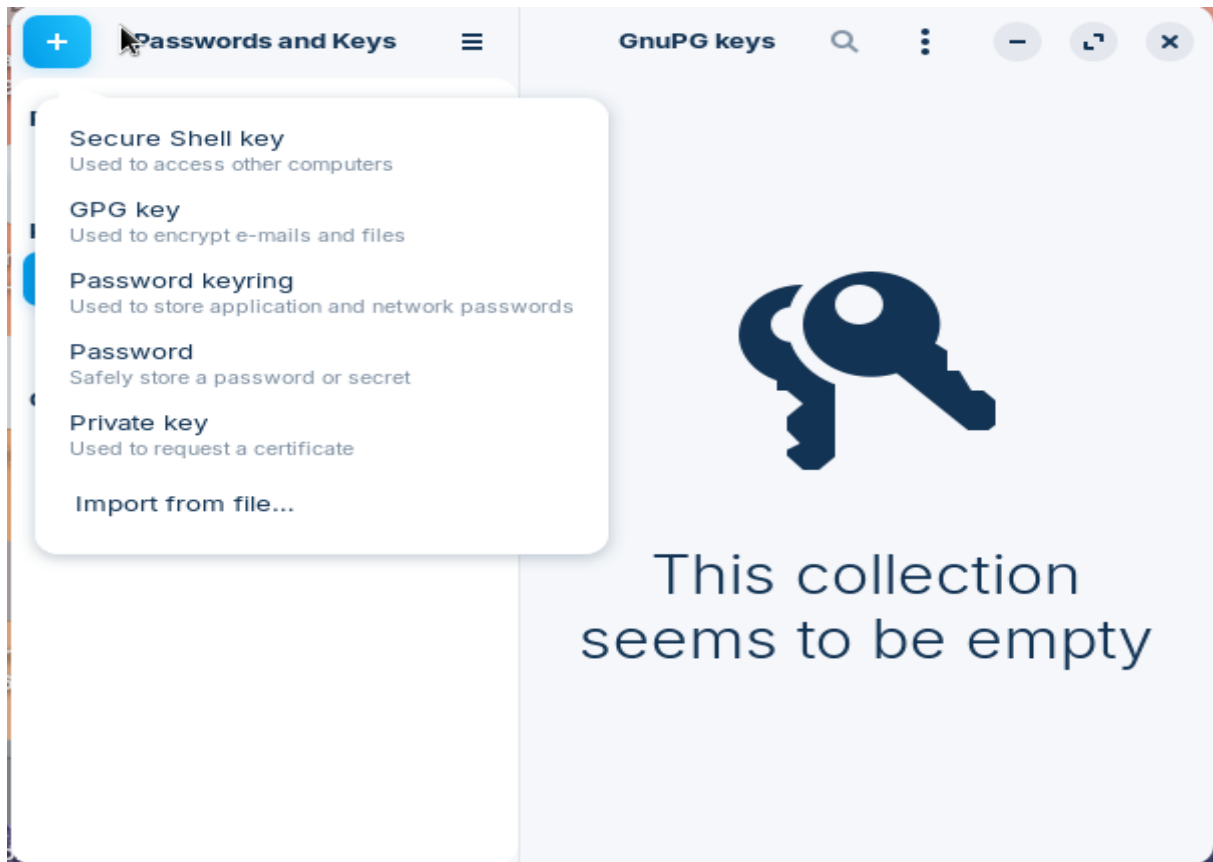 Passwords and Keys
GnuPG keys
Secure Shell key
Used to access other computers
GPG key
Used to encrypt e-mails and files
Password keyring
Used to store application and network passwords
Password
Safely store a password or secret
Private key
Used to request a certificate
Import from file...
This collection
seems to be empty